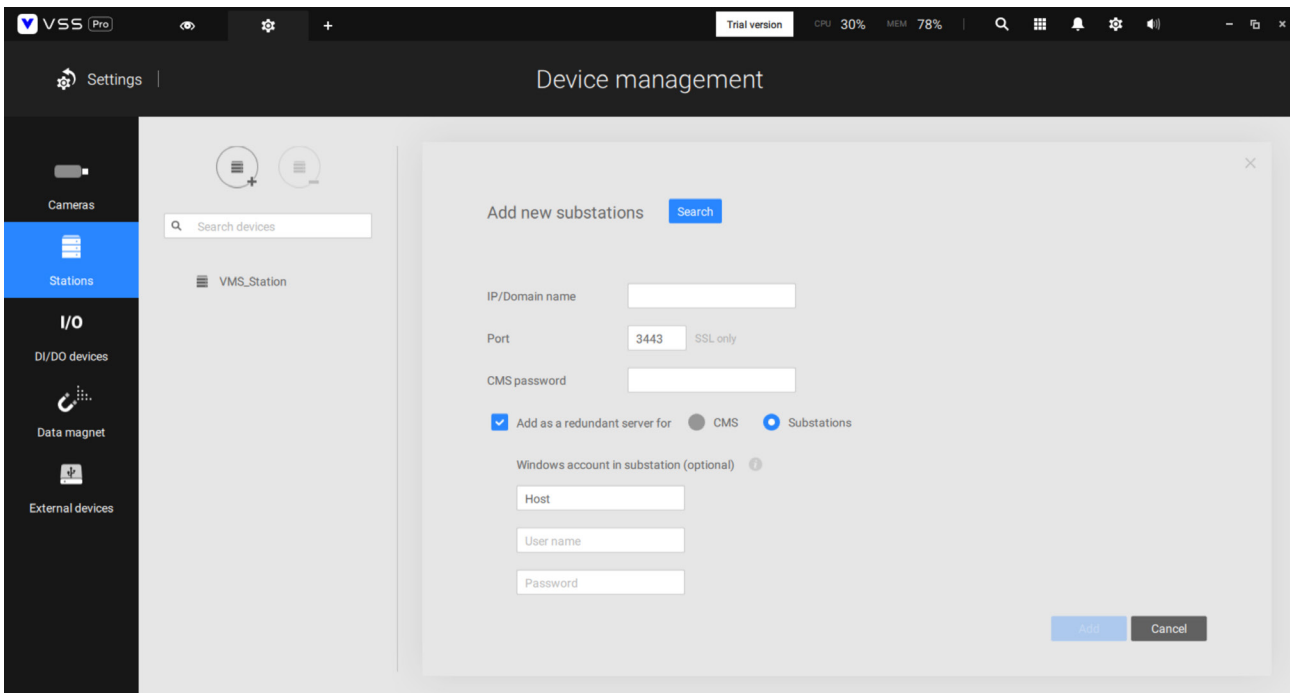 VSS Pro
+
Trial version
CPU 30% MEM 78%
Settings
Device management
Cameras
Stations
I/O
DI/DO devices
Data magnet
External devices
Search devices
VMS_Station
Add new substations Search
IP/Domain name
Port 3443 SSL only
CMS password
Add as a redundant server for CMS Substations
Windows account in substation (optional)
Host
User name
Password
Add Cancel